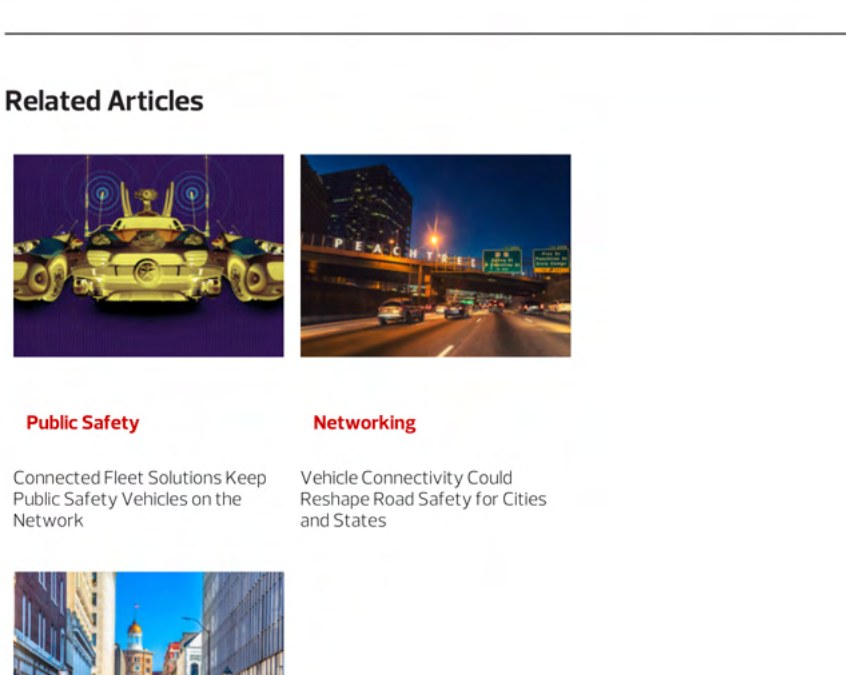 Related Articles
PEACHTREE
Public Safety
Networking
Connected Fleet Solutions Keep
Public Safety Vehicles on the
Network
Vehicle Connectivity Could
Reshape Road Safety for Cities
and States